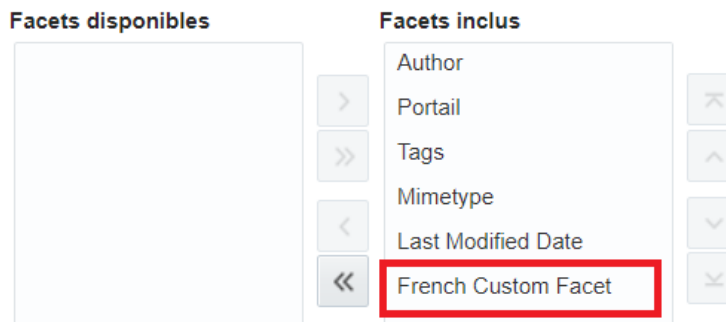 Facets disponibles
Facets inclus
Author
Portail
Tags
Mimetype
Last Modified Date
French Custom Facet